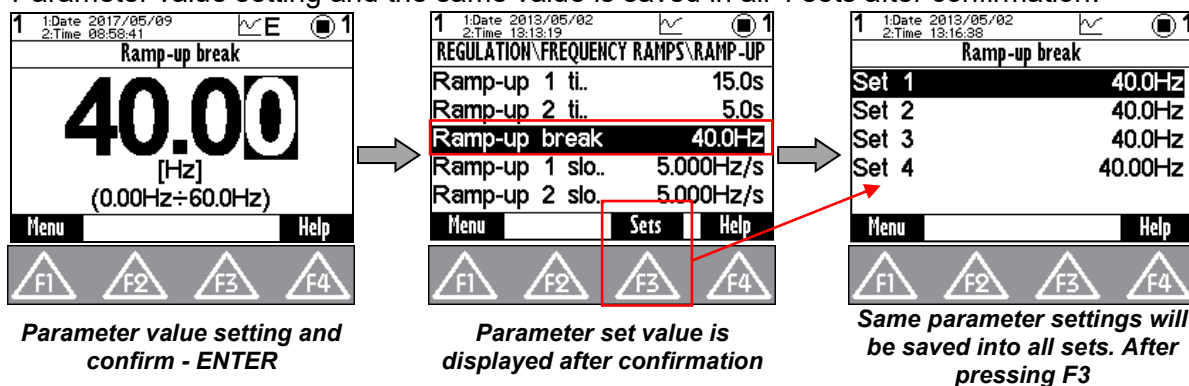 Parameter value setting and the same value is saved in all 4 sets after confirmation.
1 1:Date 2017/05/09 E 1
2:Time 08:58:41
Ramp-up break
40.00
[Hz]
(0.00Hz÷60.0Hz)
Menu Help
F1 F2 F3 F4
Parameter value setting and
confirm - ENTER
1 1:Date 2013/05/02 1
2:Time 13:13:19
REGULATION\FREQUENCY RAMPS\RAMP-UP
Ramp-up 1 ti.. 15.0s
Ramp-up 2 ti.. 5.0s
Ramp-up break 40.0Hz
Ramp-up 1 slo.. 5.000Hz/s
Ramp-up 2 slo.. 5.000Hz/s
Menu Sets Help
F1 F2 F3 F4
Parameter set value is
displayed after confirmation
1 1:Date 2013/05/02 1
2:Time 13:16:38
Ramp-up break
Set 1 40.0Hz
Set 2 40.0Hz
Set 3 40.0Hz
Set 4 40.00Hz
Menu Help
F1 F2 F3 F4
Same parameter settings will
be saved into all sets. After
pressing F3